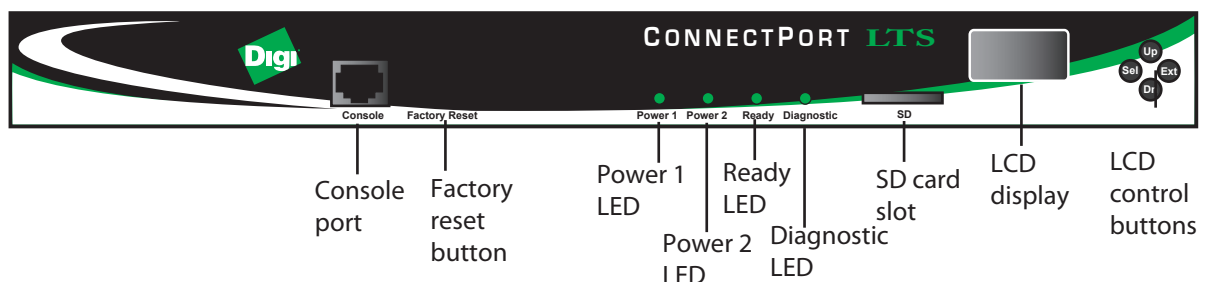 Digi
CONNECTPORT LTS
Up
Sel
Ext
Dn
Console
Factory Reset
Power 1
Power 2
Ready
Diagnostic
SD
Console
port
Factory
reset
button
Power 1
LED
Power 2
LED
Ready
LED
Diagnostic
LED
SD card
slot
LCD
display
LCD
control
buttons